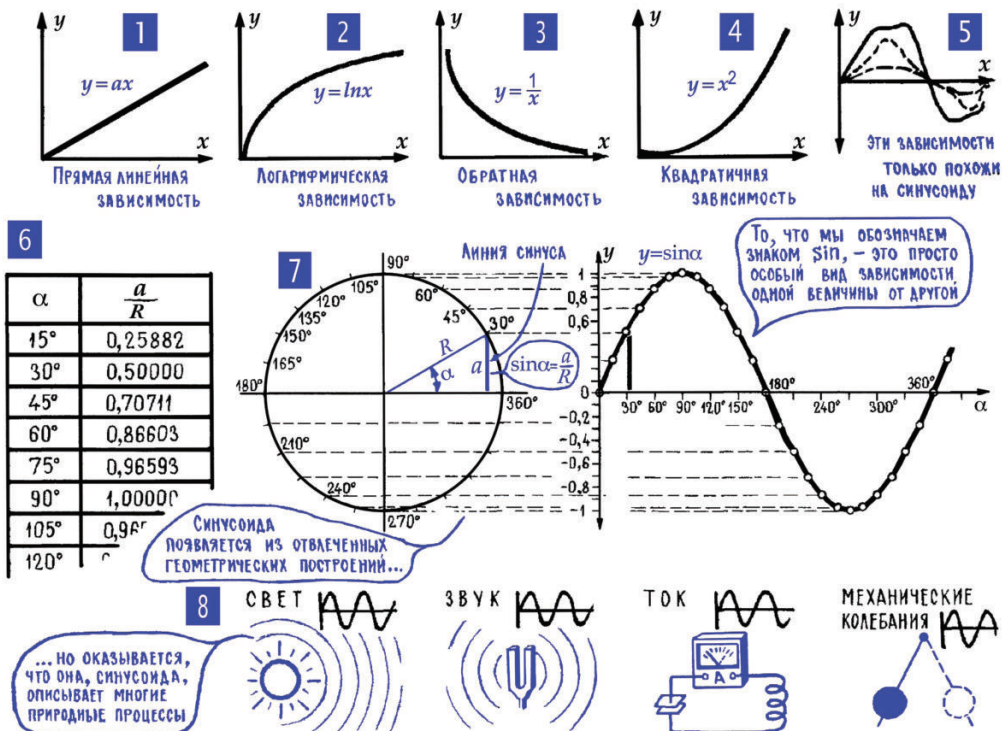 1
y
y=ax
x
ПРЯМАЯ ЛИНЕЙНАЯ
ЗАВИСИМОСТЬ
2
y
y=lnx
x
ЛОГАРИФМИЧЕСКАЯ
ЗАВИСИМОСТЬ
3
y
y=1/x
x
ОБРАТНАЯ
ЗАВИСИМОСТЬ
4
y
y=x²
x
КВАДРАТИЧНАЯ
ЗАВИСИМОСТЬ
5
y
x
ЭТИ ЗАВИСИМОСТИ
ТОЛЬКО ПОХОЖИ
НА СИНУСОИДУ
6
α a/R
15° 0,25882
30° 0,50000
45° 0,70711
60° 0,86603
75° 0,96593
90° 1,00000
105° 0,96
120°
7
90°
105°
120°
135°
150°
165°
180°
210°
240°
270°
60°
45°
30°
360°
R
α
a
sinα=a/R
ЛИНИЯ СИНУСА
y
y=sinα
1
0,8
0,6
0
-0,2
-0,4
-0,6
-0,8
-1
30° 60° 90° 120° 150° 180° 240° 300° 360°
α
ТО, ЧТО МЫ ОБОЗНАЧАЕМ
ЗНАКОМ Sin, – ЭТО ПРОСТО
ОСОБЫЙ ВИД ЗАВИСИМОСТИ
ОДНОЙ ВЕЛИЧИНЫ ОТ ДРУГОЙ
СИНУСОИДА
ПОЯВЛЯЕТСЯ ИЗ ОТВЛЕЧЕННЫХ
ГЕОМЕТРИЧЕСКИХ ПОСТРОЕНИЙ...
8
...НО ОКАЗЫВАЕТСЯ,
ЧТО ОНА, СИНУСОИДА,
ОПИСЫВАЕТ МНОГИЕ
ПРИРОДНЫЕ ПРОЦЕССЫ
СВЕТ
ЗВУК
ТОК
A
МЕХАНИЧЕСКИЕ
КОЛЕБАНИЯ